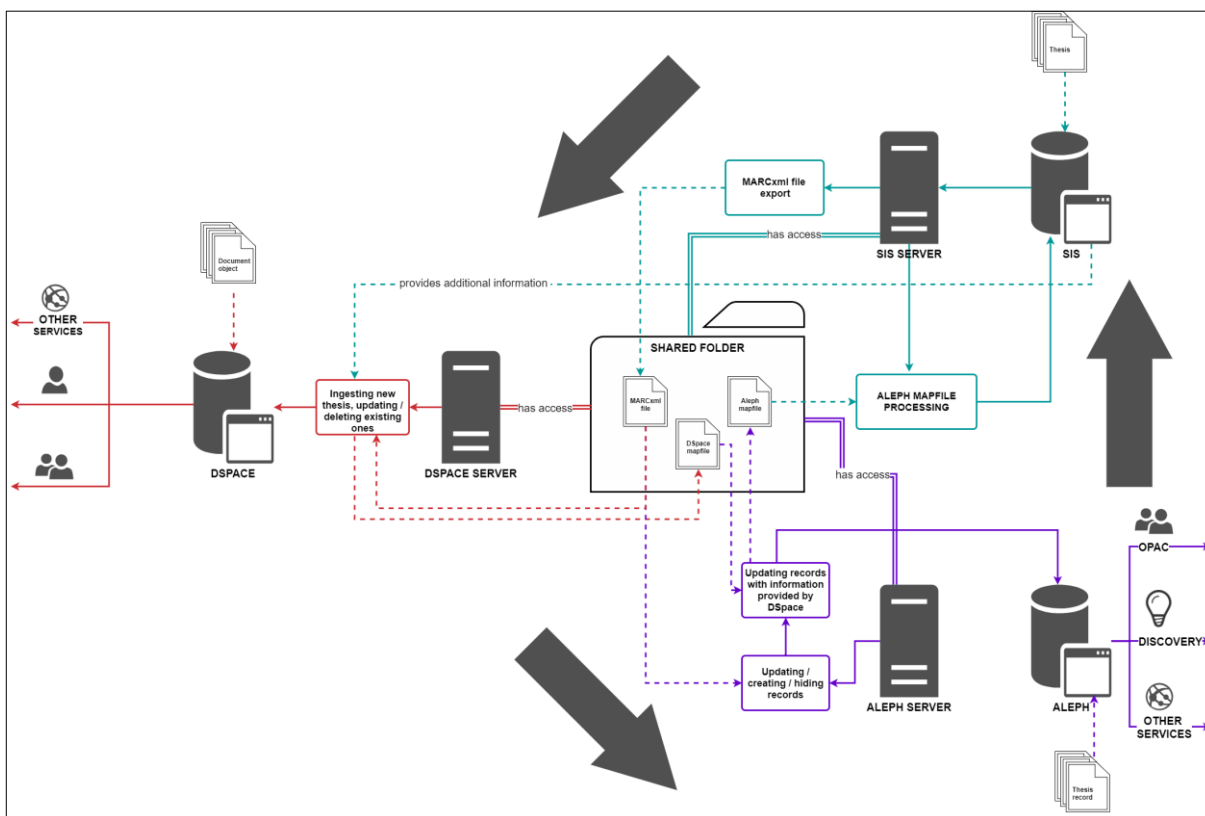 Thesis
MARCxml file
export
has access
SIS SERVER
SIS
Document
object
provides additional information
OTHER
SERVICES
SHARED FOLDER
MARCxml
file
Aleph
mapfile
ALEPH MAPFILE
PROCESSING
Ingesting new
thesis, updating /
deleting existing
ones
has access
DSpace
mapfile
DSPACE
DSPACE SERVER
has access
OPAC
Updating records
with information
provided by
DSpace
DISCOVERY
Updating /
creating / hiding
records
ALEPH SERVER
ALEPH
OTHER
SERVICES
Thesis
record